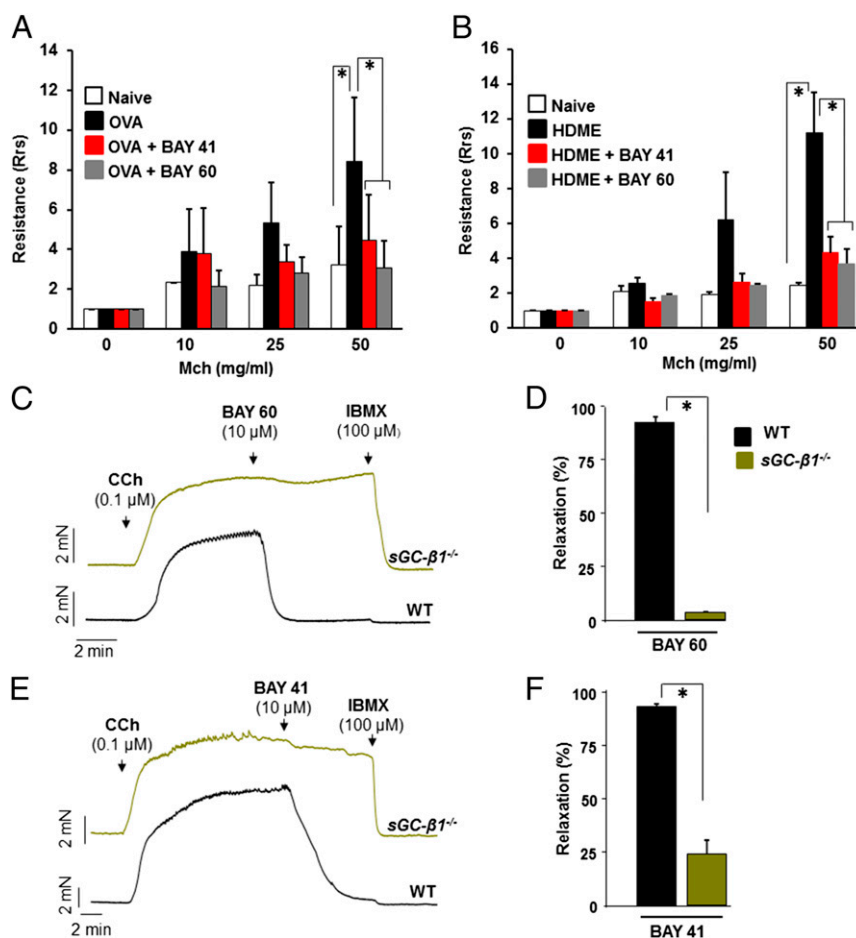 A
14
12
10
8
6
4
2
0
Resistance (Rrs)
Naive
OVA
OVA + BAY 41
OVA + BAY 60
*
*
0
10
25
50
Mch (mg/ml)
B
16
14
12
10
8
6
4
2
0
Resistance (Rrs)
Naive
HDME
HDME + BAY 41
HDME + BAY 60
*
*
0
10
25
50
Mch (mg/ml)
C
CCh
(0.1 µM)
BAY 60
(10 µM)
IBMX
(100 µM)
2 mN
2 mN
sGC-β1-/-
WT
2 min
D
100
75
50
25
0
Relaxation (%)
*
WT
sGC-β1-/-
BAY 60
E
CCh
(0.1 µM)
BAY 41
(10 µM)
IBMX
(100 µM)
2 mN
2 mN
sGC-β1-/-
WT
2 min
F
100
75
50
25
0
Relaxation (%)
*
BAY 41